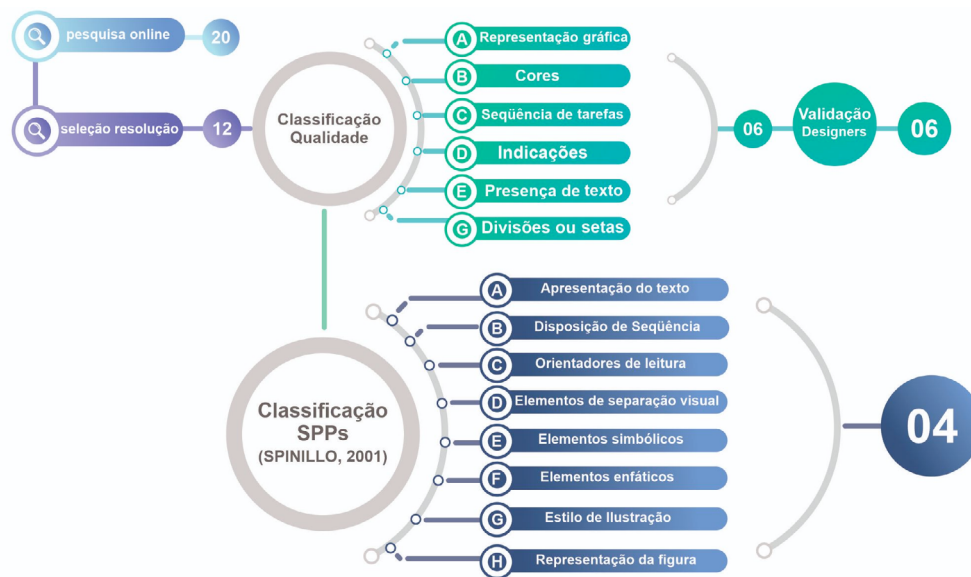 pesquisa online
20
seleção resolução
12
Classificação
Qualidade
A
Representação gráfica
B
Cores
C
Seqüência de tarefas
D
Indicações
E
Presença de texto
G
Divisões ou setas
06
Validação
Designers
06
Classificação
SPPs
(SPINILLO, 2001)
A
Apresentação do texto
B
Disposição de Seqüência
C
Orientadores de leitura
D
Elementos de separação visual
E
Elementos simbólicos
F
Elementos enfáticos
G
Estilo de Ilustração
H
Representação da figura
04